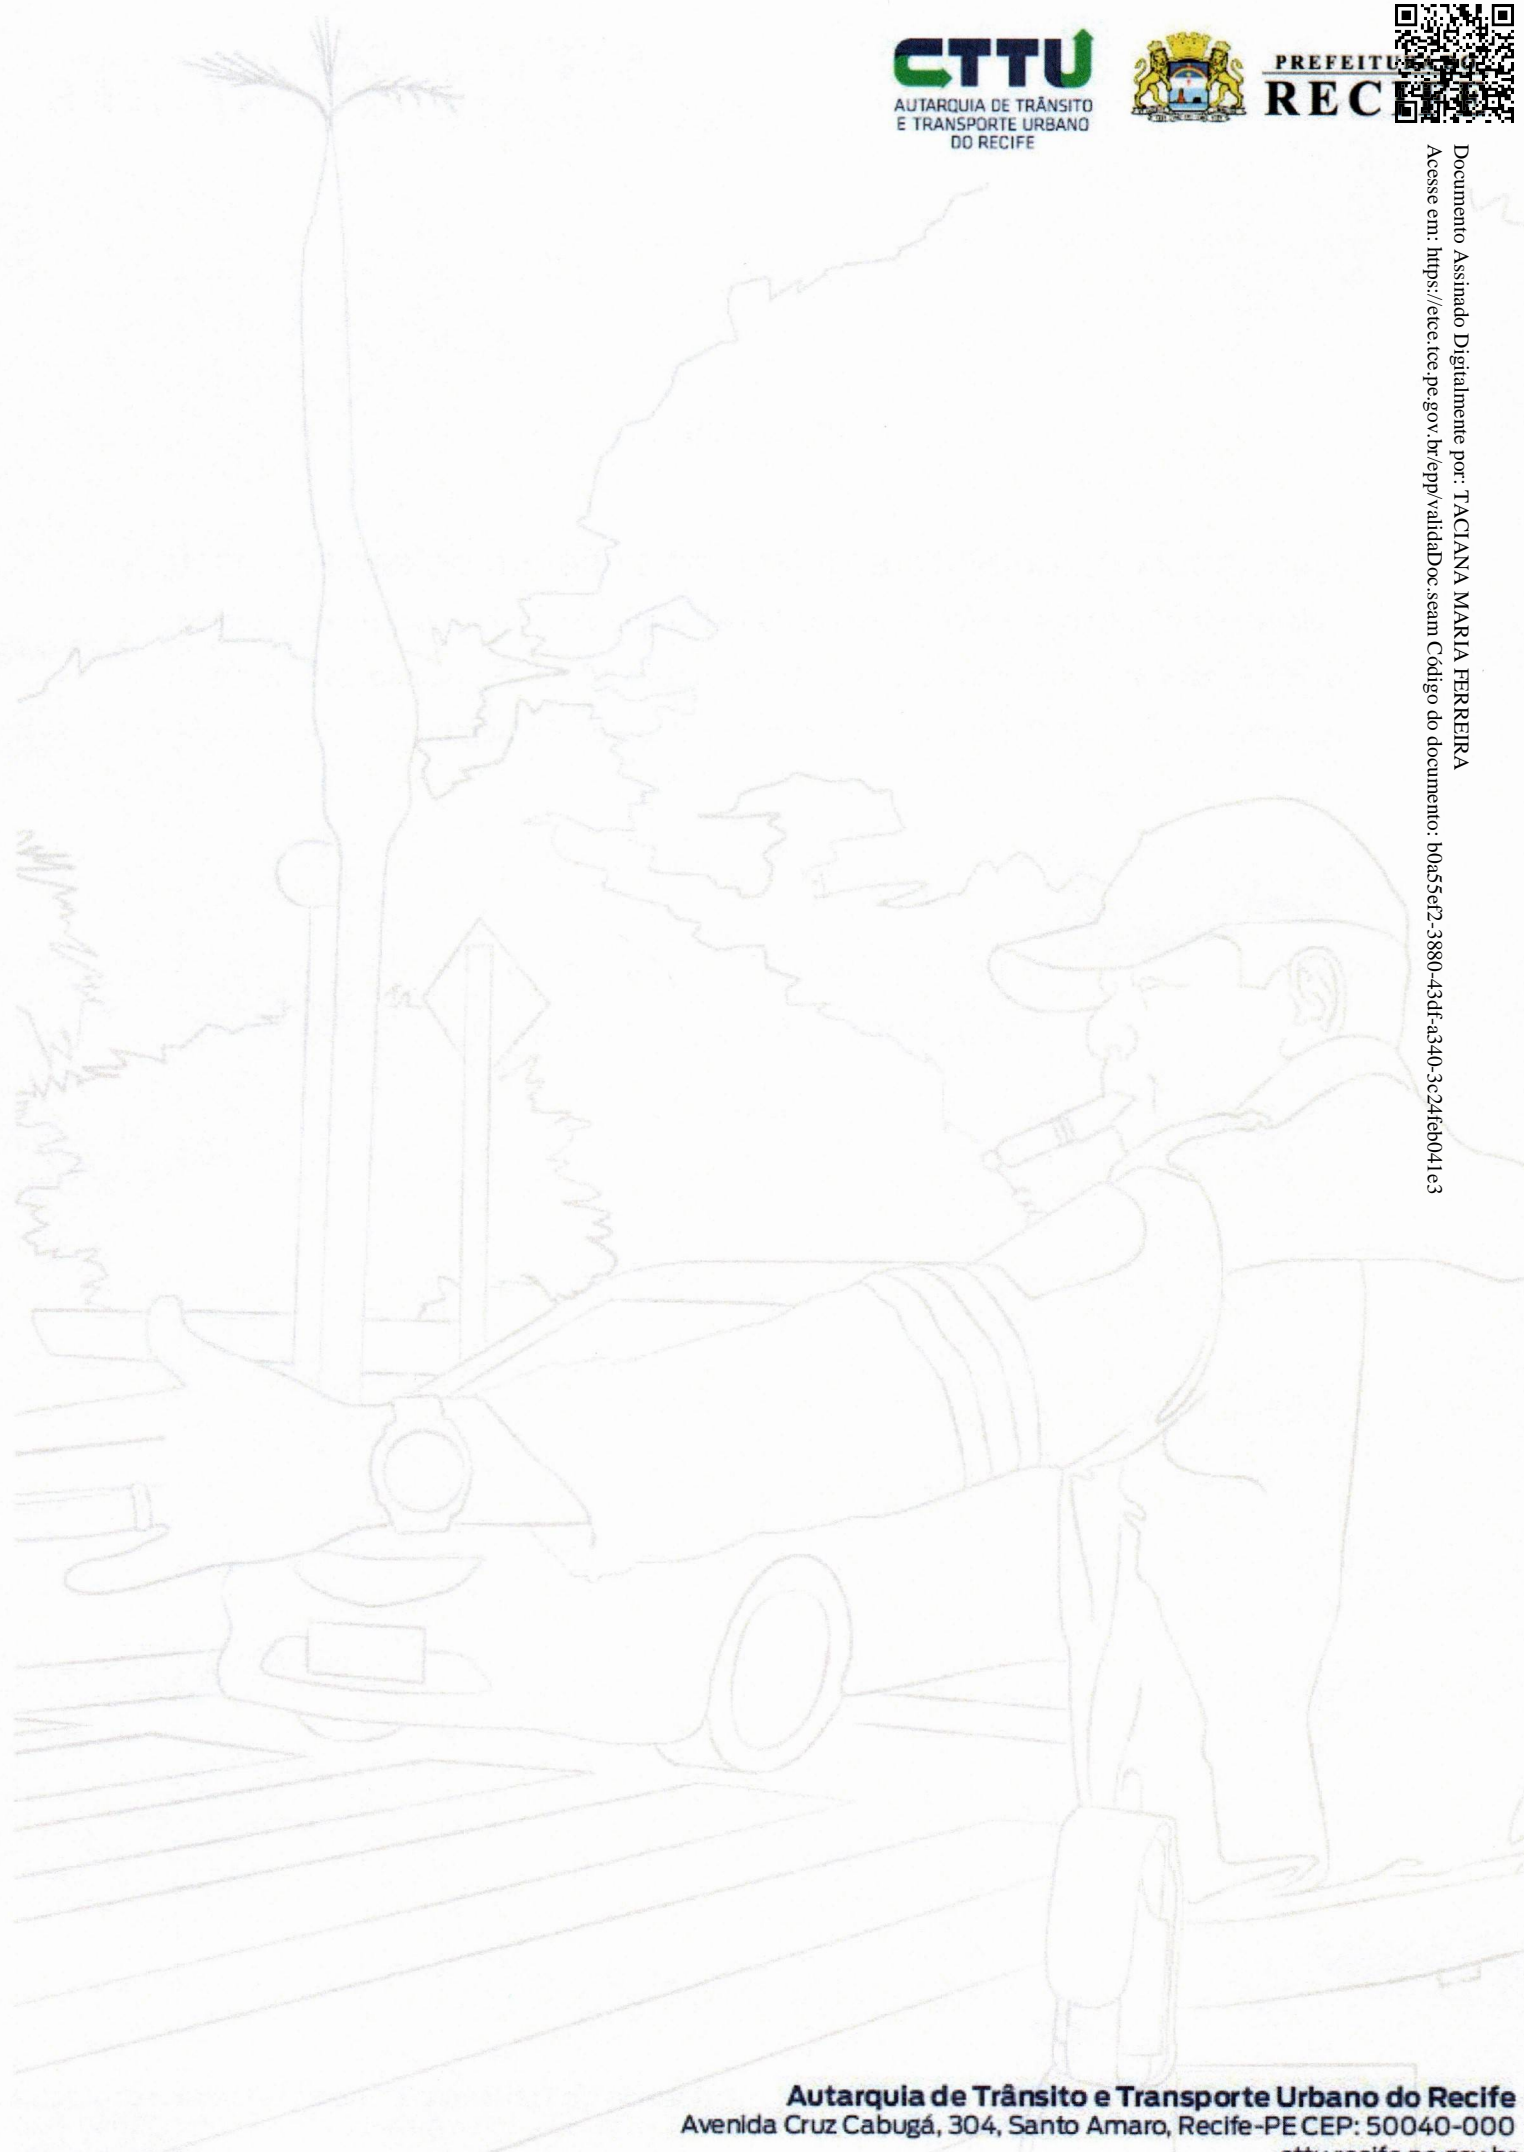 CTTU
AUTARQUIA DE TRÂNSITO
E TRANSPORTE URBANO
DO RECIFE
PREFEITU
REC
Documento Assinado Digitalmente por: TACIANA MARIA FERREIRA
Acesse em: https://etce.tce.pe.gov.br/epp/validaDoc.seam Código do documento: b0a55ef2-3880-43df-a340-3c24feb041e3
Autarquia de Trânsito e Transporte Urbano do Recife
Avenida Cruz Cabugá, 304, Santo Amaro, Recife-PE CEP: 50040-000